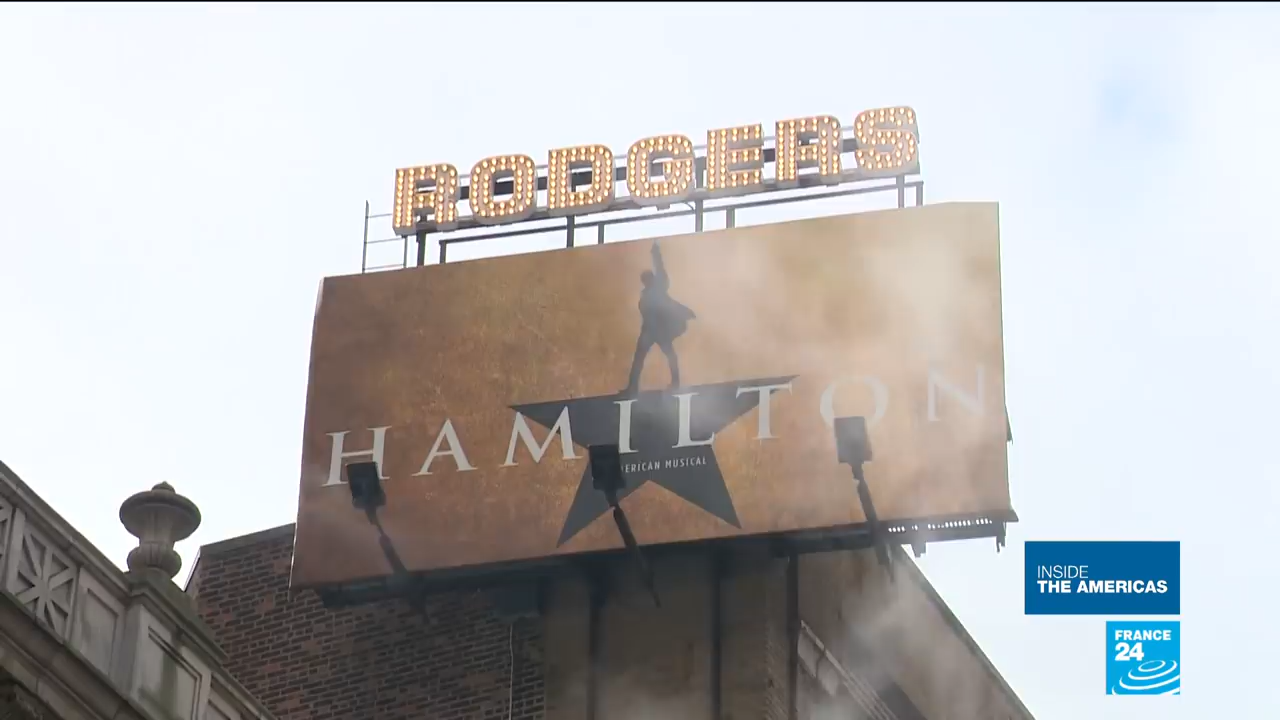 RODGERS
HAMILTON
AMERICAN MUSICAL
INSIDE
THE AMERICAS
FRANCE
24